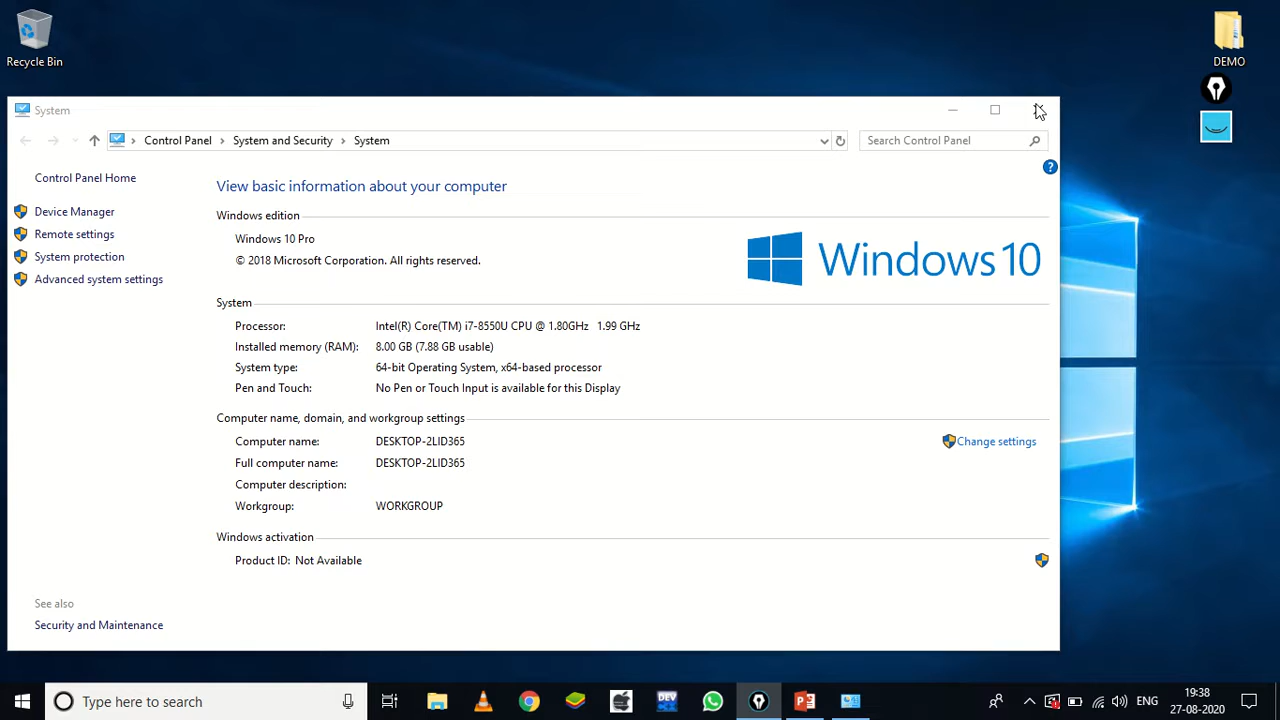 Recycle Bin
DEMO
System
Control Panel > System and Security > System
Search Control Panel
Control Panel Home
Device Manager
Remote settings
System protection
Advanced system settings
See also
Security and Maintenance
View basic information about your computer
Windows edition
Windows 10 Pro
© 2018 Microsoft Corporation. All rights reserved.
Windows 10
System
Processor: Intel(R) Core(TM) i7-8550U CPU @ 1.80GHz 1.99 GHz
Installed memory (RAM): 8.00 GB (7.88 GB usable)
System type: 64-bit Operating System, x64-based processor
Pen and Touch: No Pen or Touch Input is available for this Display
Computer name, domain, and workgroup settings
Computer name: DESKTOP-2LID365
Change settings
Full computer name: DESKTOP-2LID365
Computer description:
Workgroup: WORKGROUP
Windows activation
Product ID: Not Available
Type here to search
DEV
ENG
19:38
27-08-2020